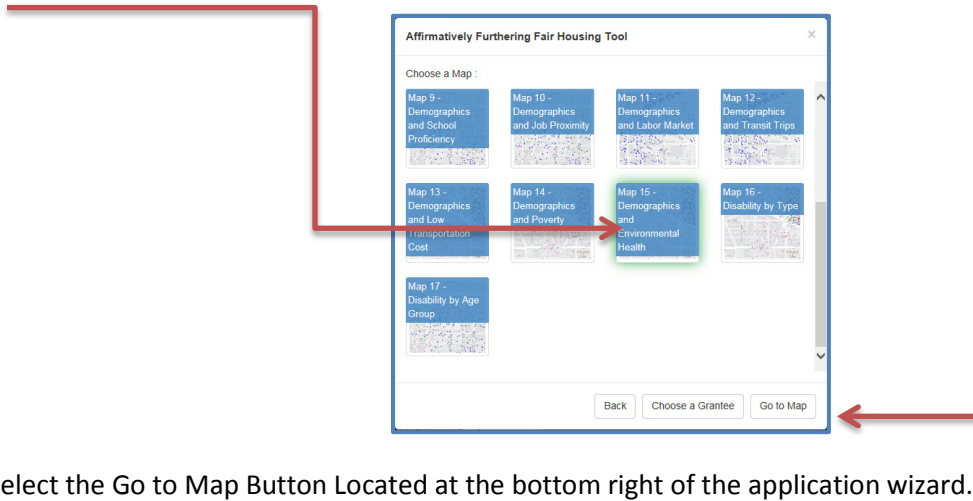 Affirmatively Furthering Fair Housing Tool ×
Choose a Map :
Map 9 -
Demographics
and School
Proficiency
Map 10 -
Demographics
and Job Proximity
Map 11 -
Demographics
and Labor Market
Map 12 -
Demographics
and Transit Trips
Map 13 -
Demographics
and Low
Transportation
Cost
Map 14 -
Demographics
and Poverty
Map 15 -
Demographics
and
Environmental
Health
Map 16 -
Disability by Type
Map 17 -
Disability by Age
Group
Back Choose a Grantee Go to Map
elect the Go to Map Button Located at the bottom right of the application wizard.